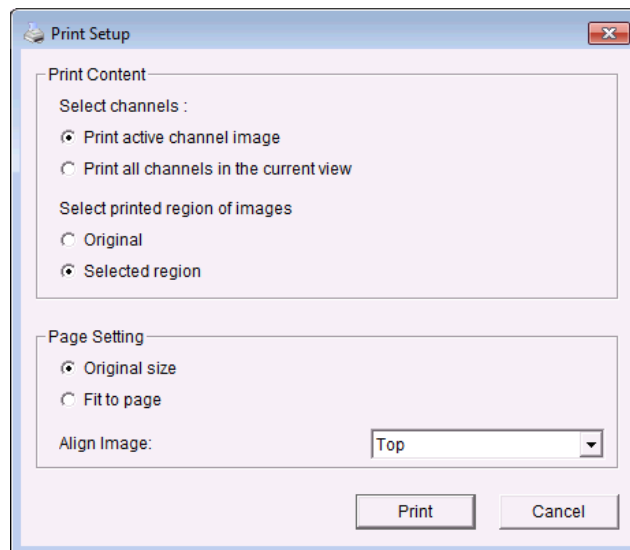 Print Setup
Print Content
Select channels :
Print active channel image
Print all channels in the current view
Select printed region of images
Original
Selected region
Page Setting
Original size
Fit to page
Align Image: Top
Print Cancel